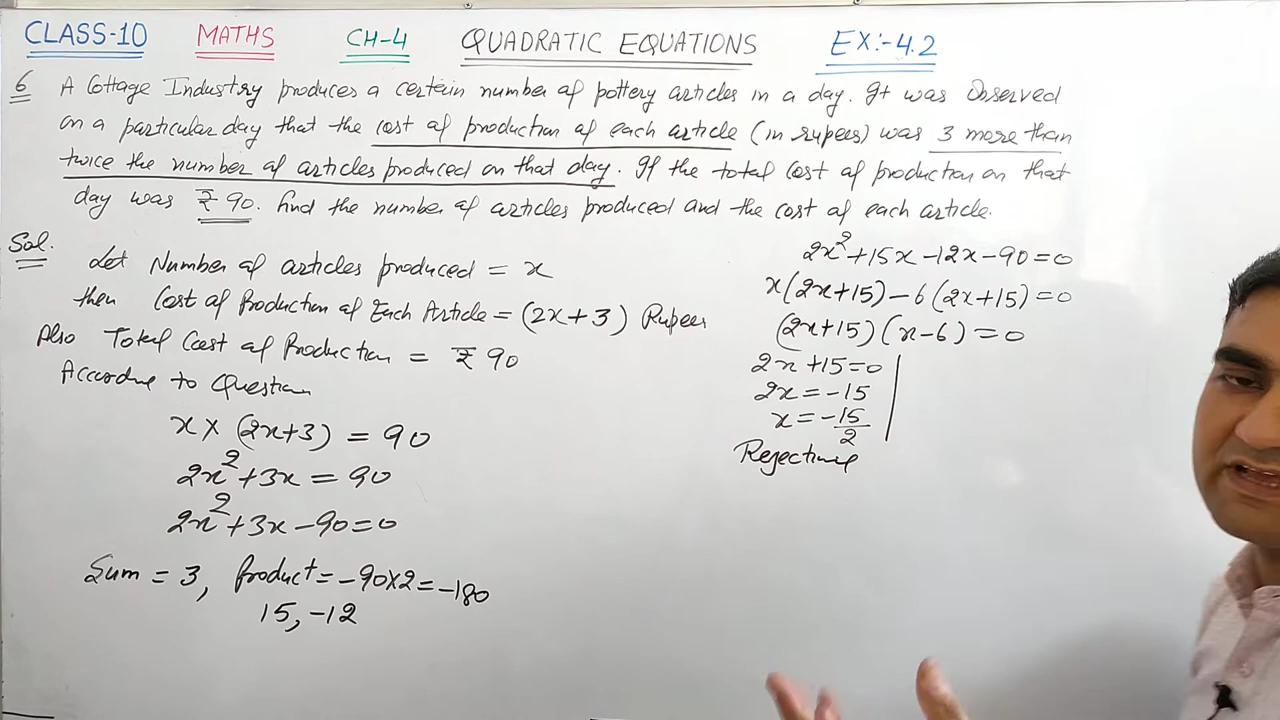 CLASS-10 MATHS CH-4 QUADRATIC EQUATIONS EX:-4.2
6 A Cottage Industry produces a certain number of pottery articles in a day. It was Observed
on a particular day that the cost of production of each article (in rupees) was 3 more than
twice the number of articles produced on that day. If the total Cost of production on that
day was ₹ 90. find the number of articles produced and the cost of each article.
Sol.
Let Number of articles produced = x
then Cost of Production of Each Article = (2x+3) Rupees
Also Total Cost of Production = ₹ 90
According to Question
x × (2x+3) = 90
2x²+3x = 90
2x²+3x-90=0
Sum = 3, Product = -90×2 = -180
15, -12
2x²+15x-12x-90=0
x(2x+15)-6(2x+15)=0
(2x+15)(x-6)=0
2x+15=0
2x=-15
x=-15/2